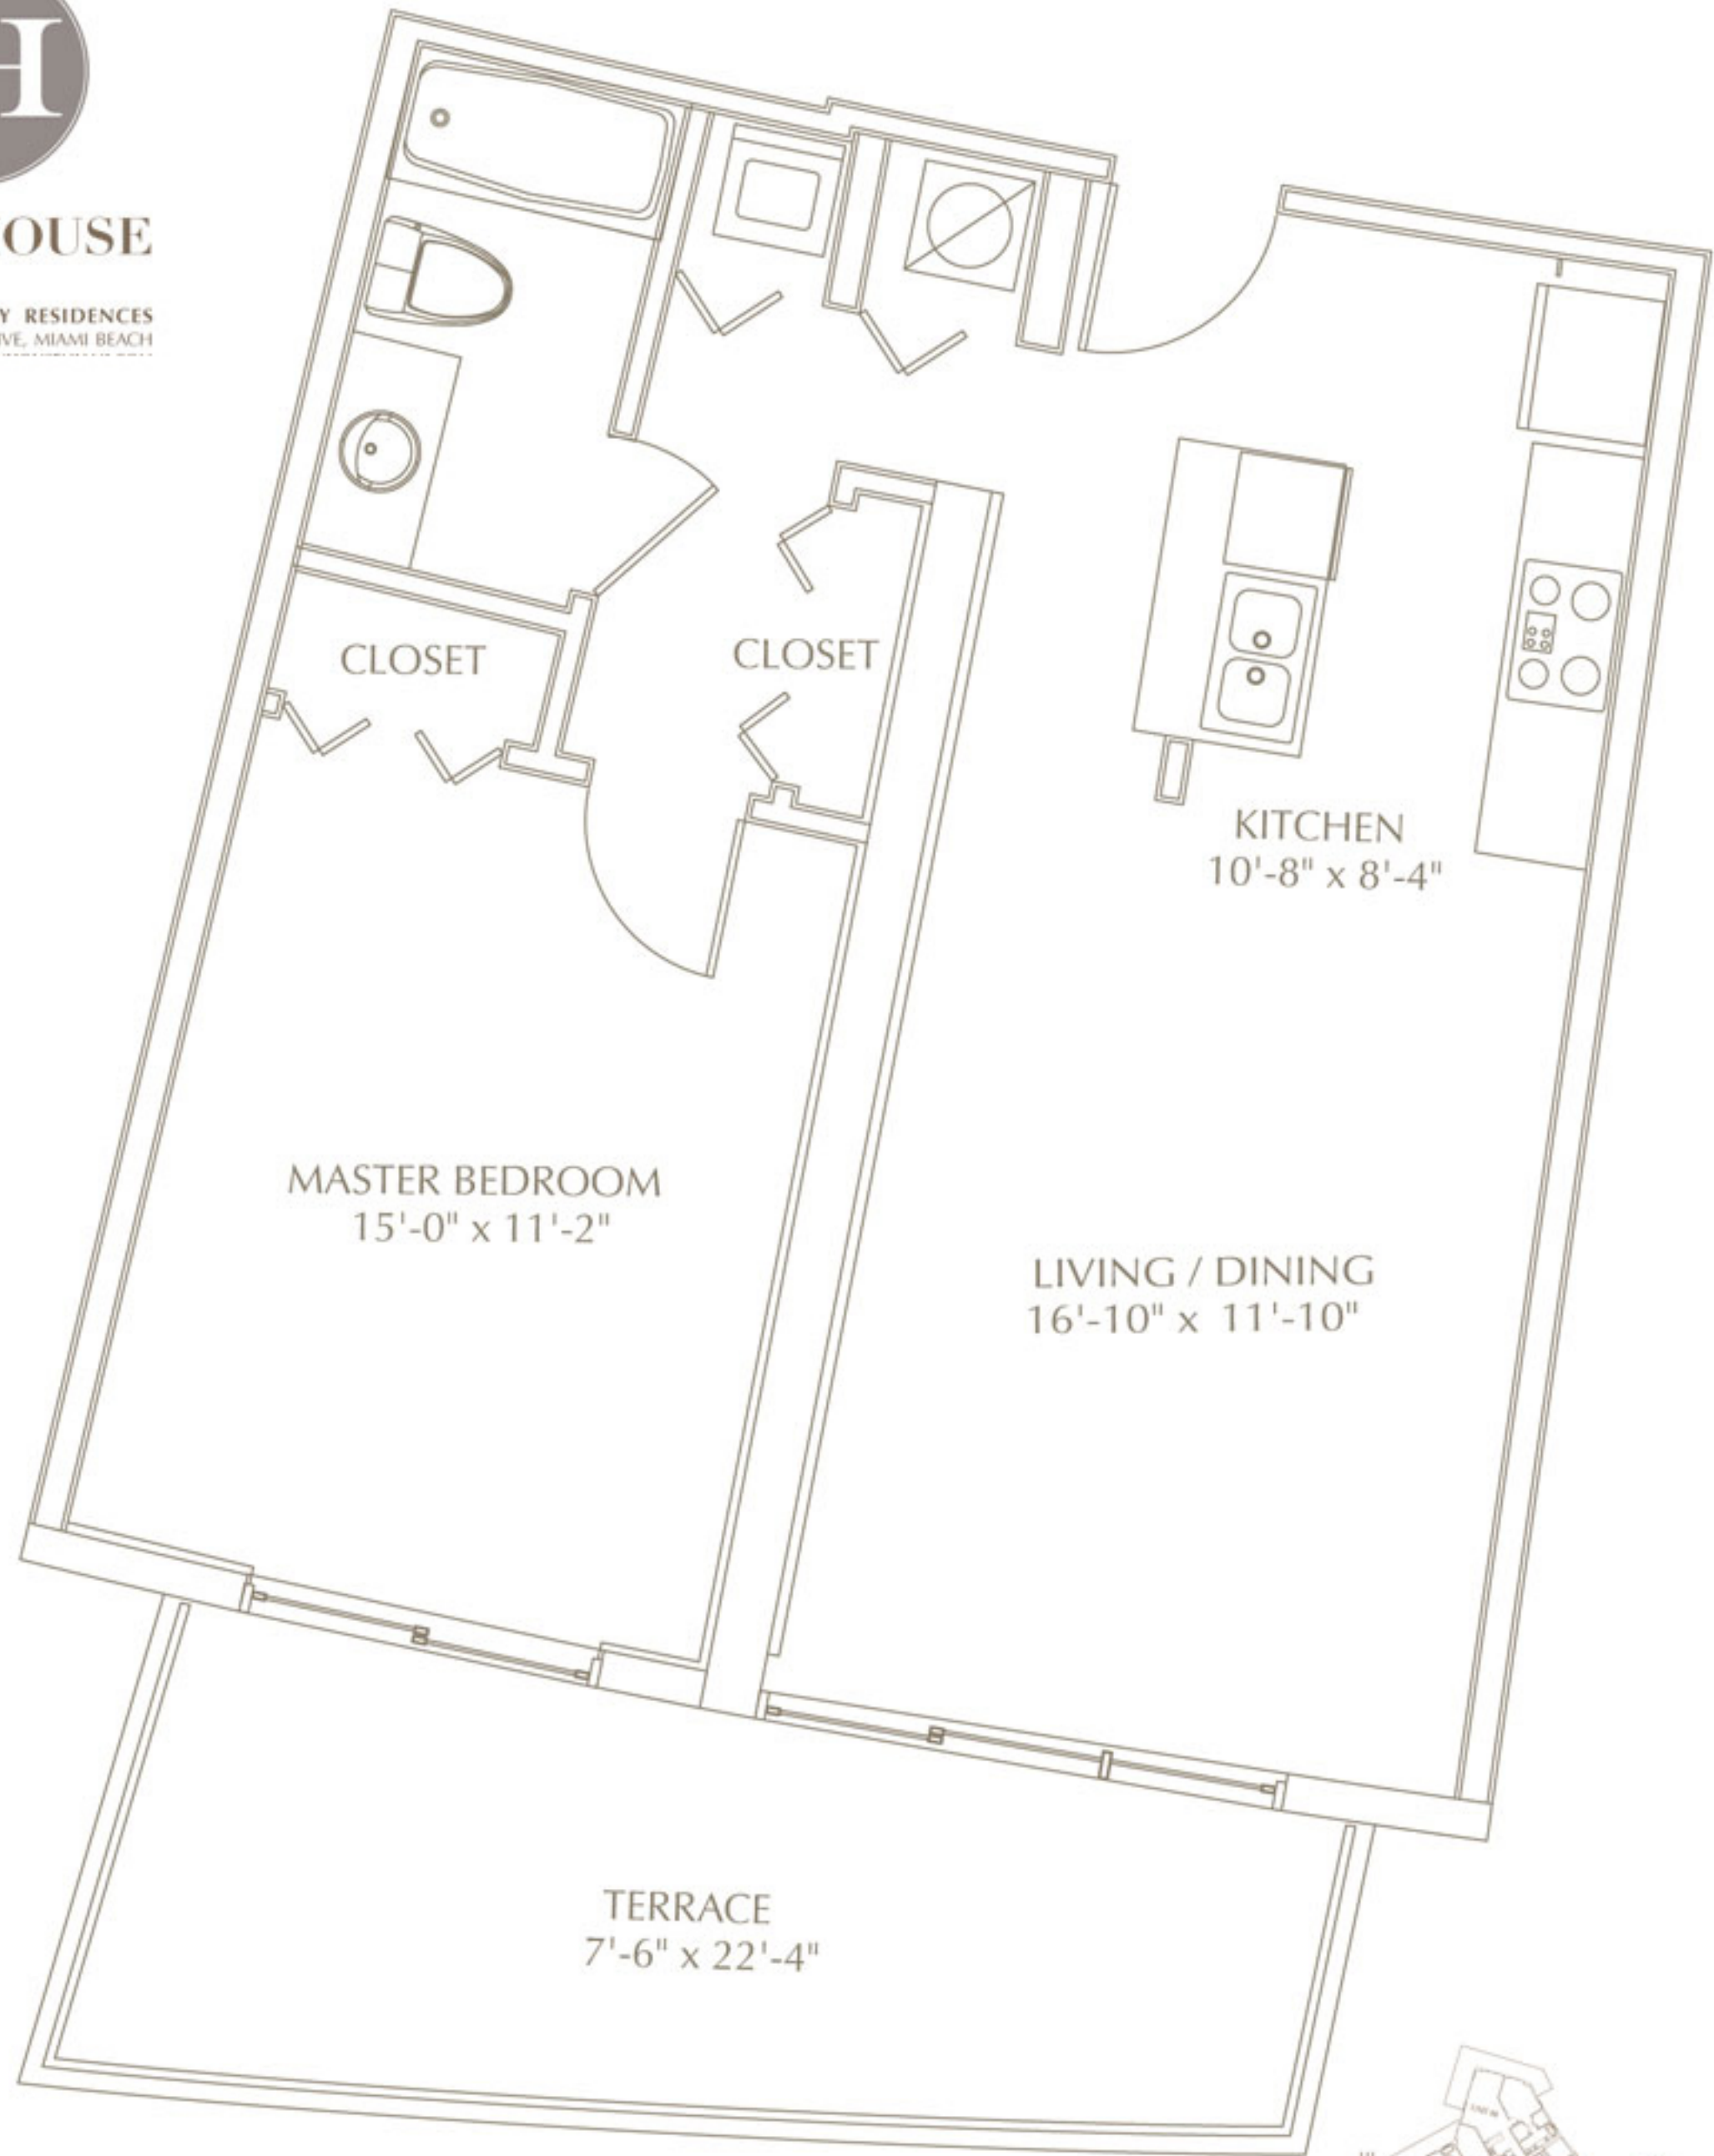 H
OUSE
Y RESIDENCES
IVE, MIAMI BEACH
CLOSET
CLOSET
KITCHEN
10'-8" x 8'-4"
MASTER BEDROOM
15'-0" x 11'-2"
LIVING / DINING
16'-10" x 11'-10"
TERRACE
7'-6" x 22'-4"